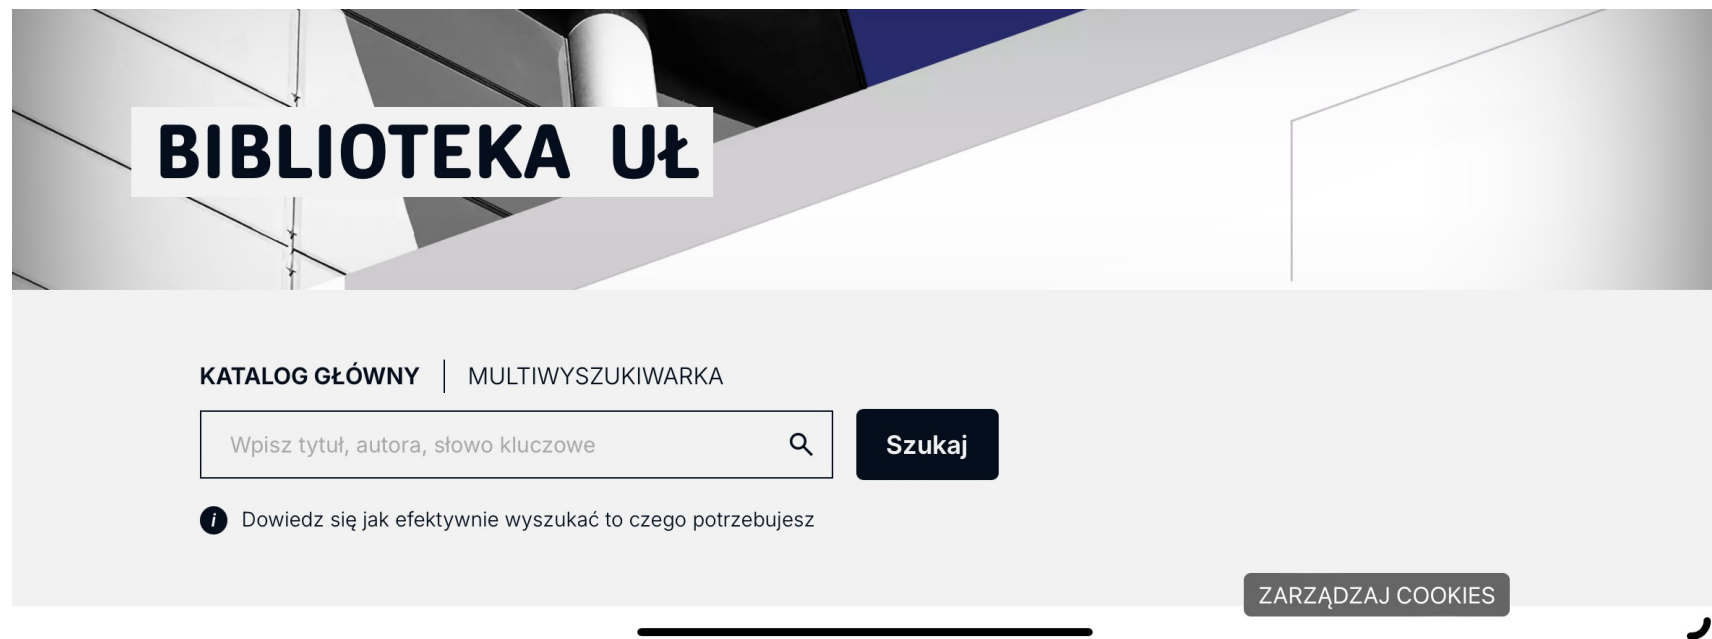 BIBLIOTEKA UŁ
KATALOG GŁÓWNY | MULTIWYSZUKIWARKA
Wpisz tytuł, autora, słowo kluczowe
Szukaj
i Dowiedz się jak efektywnie wyszukać to czego potrzebujesz
ZARZĄDZAJ COOKIES